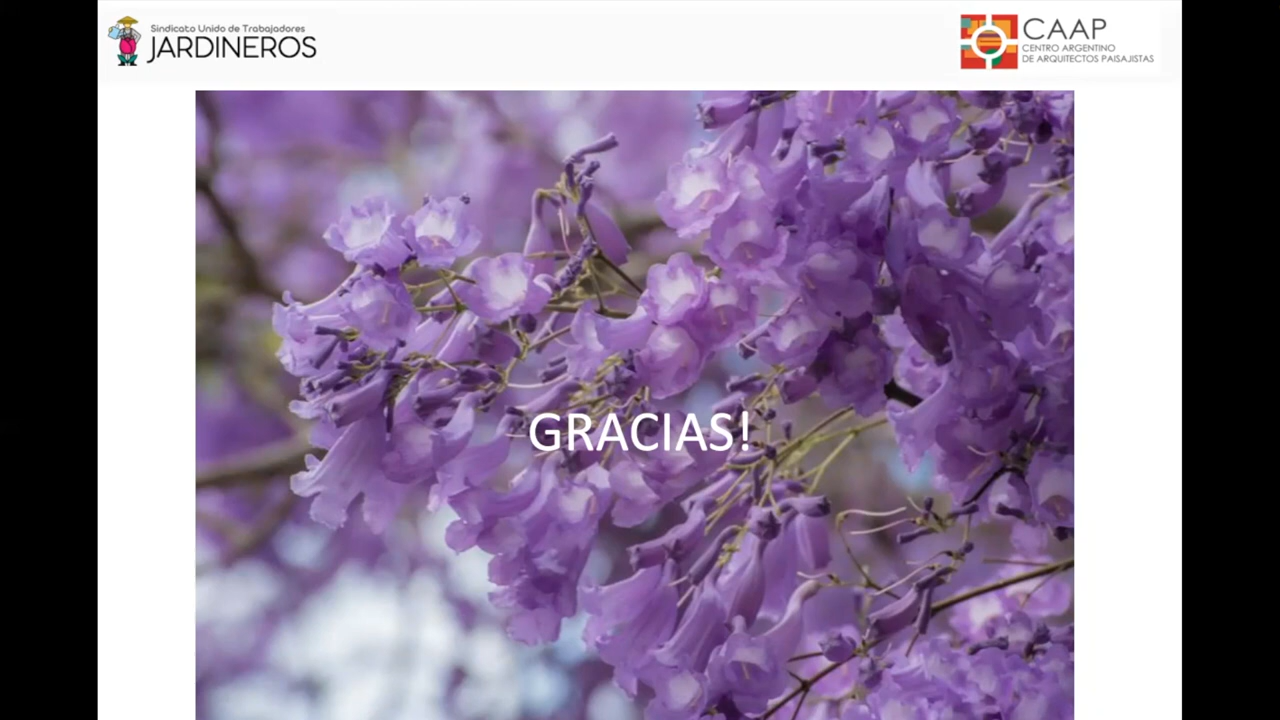 Sindicato Unido de Trabajadores
JARDINEROS
CAAP
CENTRO ARGENTINO
DE ARQUITECTOS PAISAJISTAS
GRACIAS!